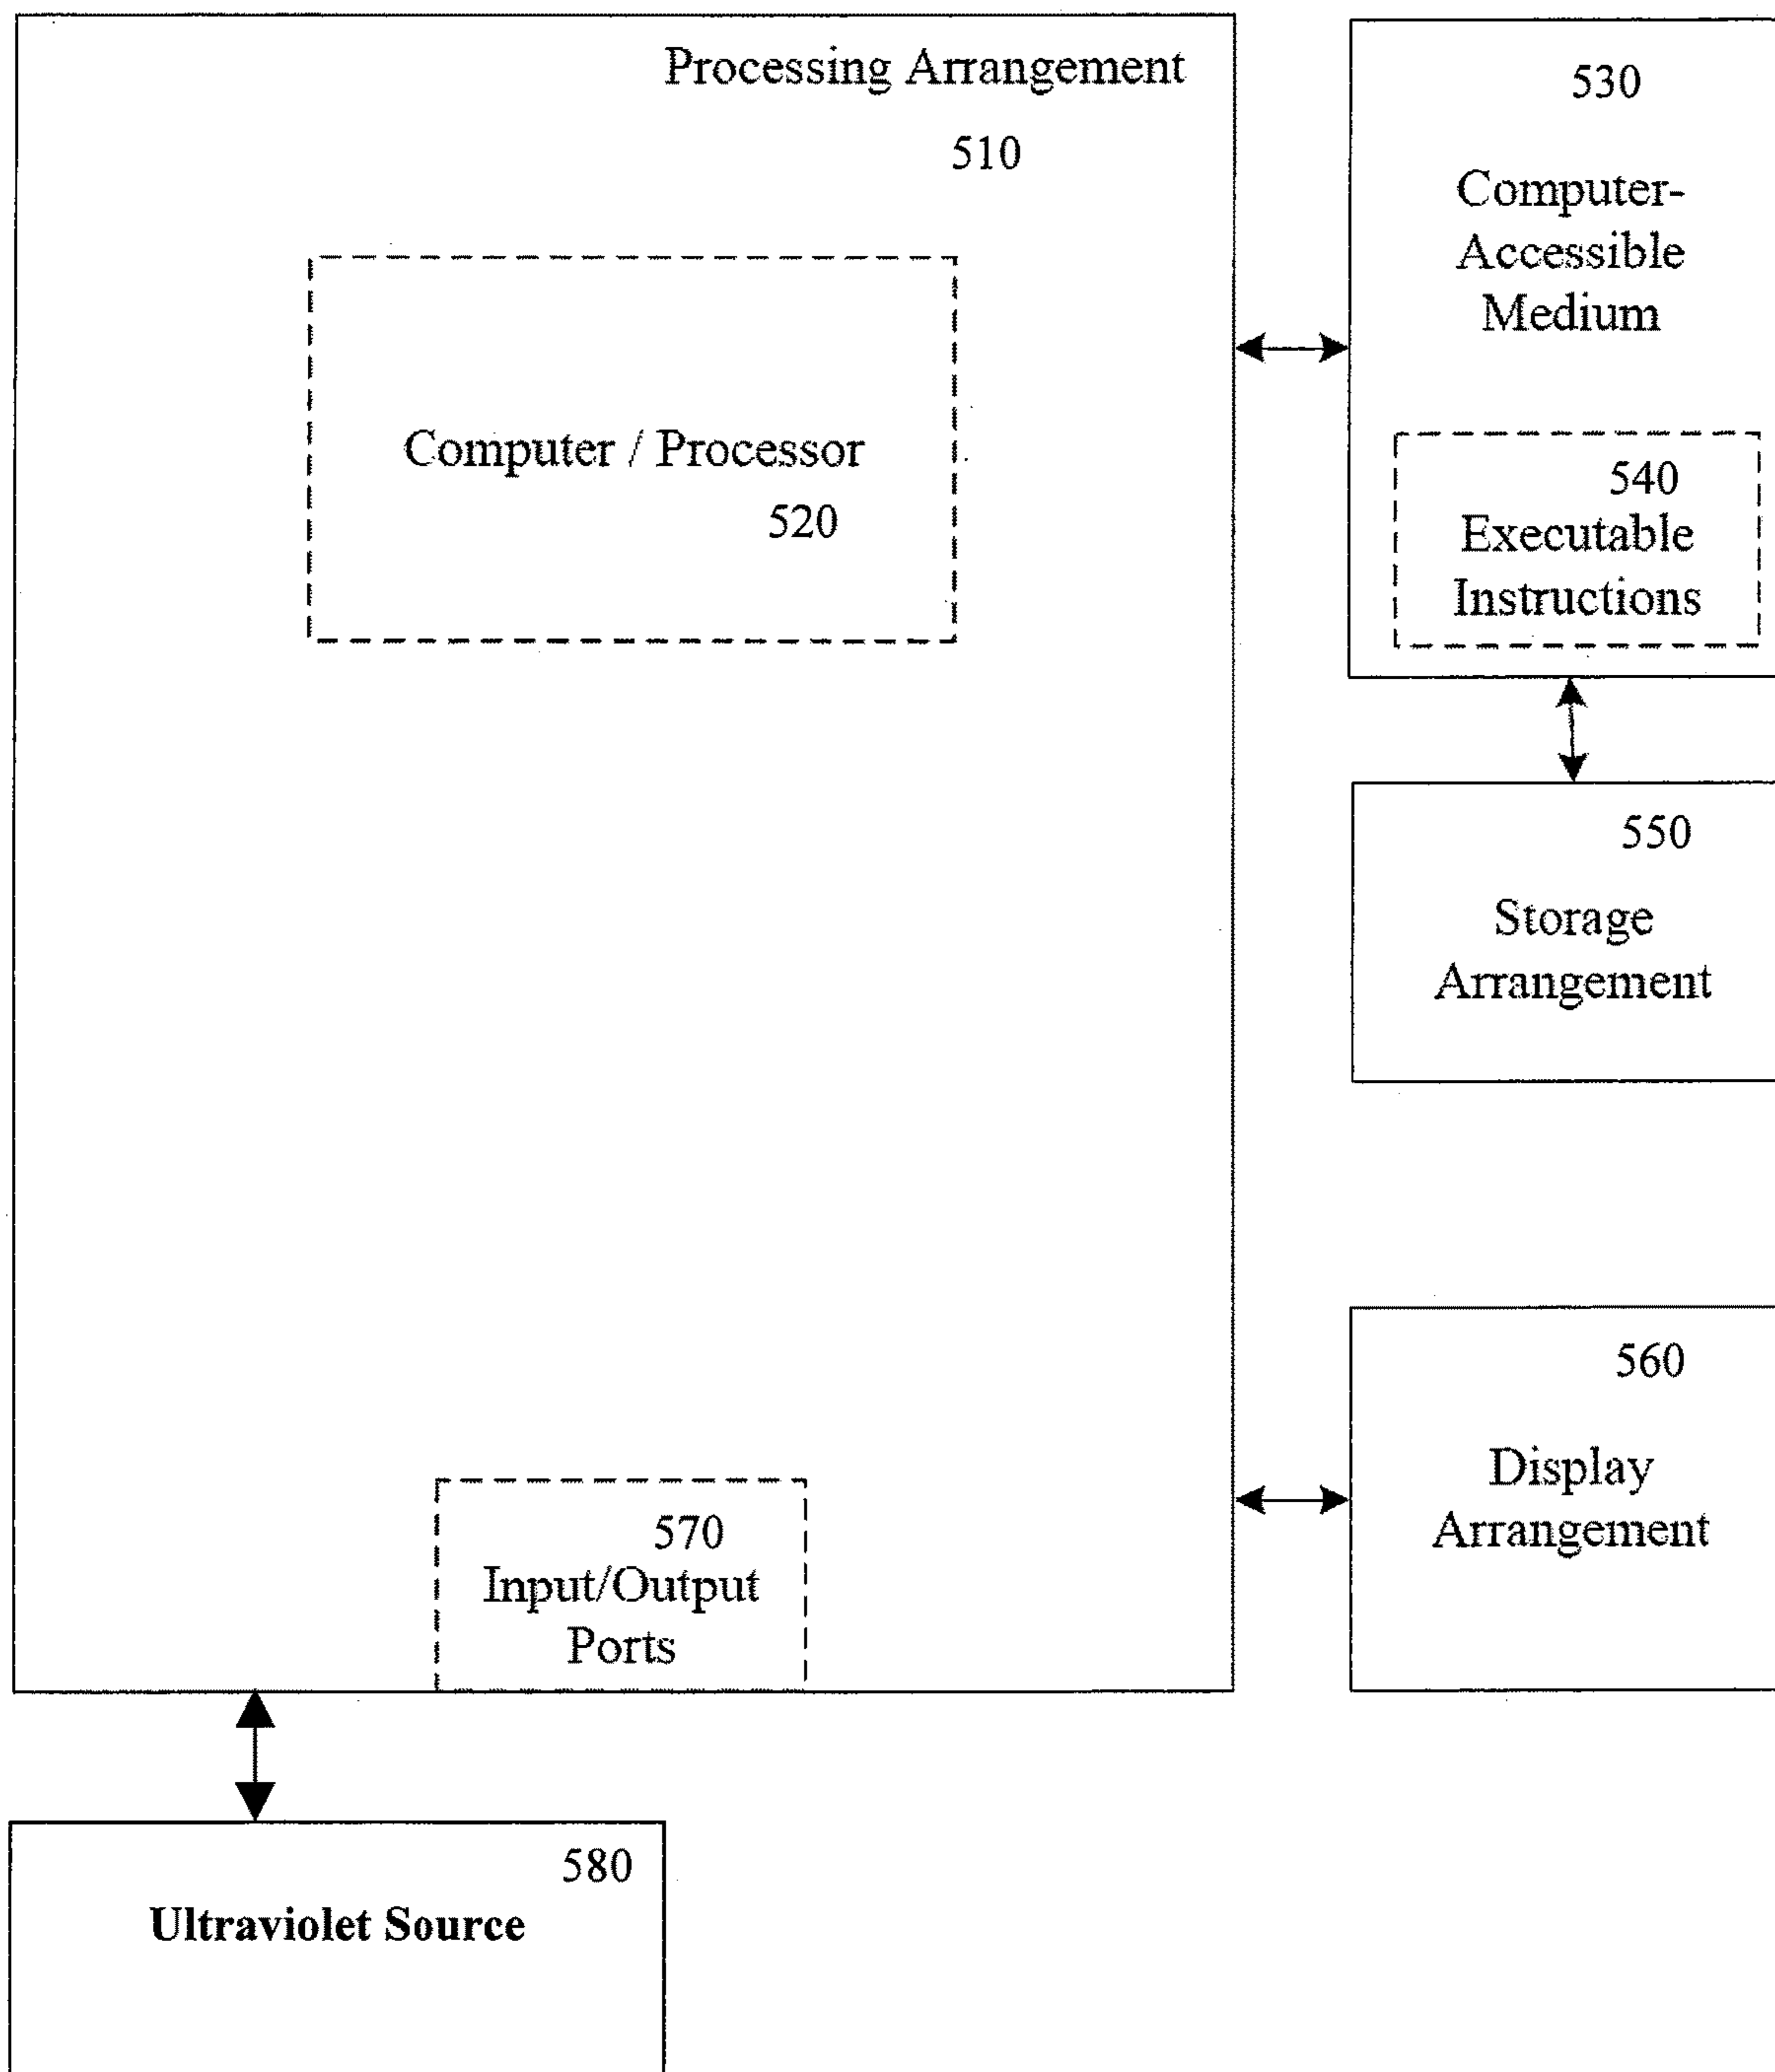 Processing Arrangement
510
Computer / Processor
520
530
Computer-
Accessible
Medium
540
Executable
Instructions
550
Storage
Arrangement
560
Display
Arrangement
570
Input/Output
Ports
580
Ultraviolet Source